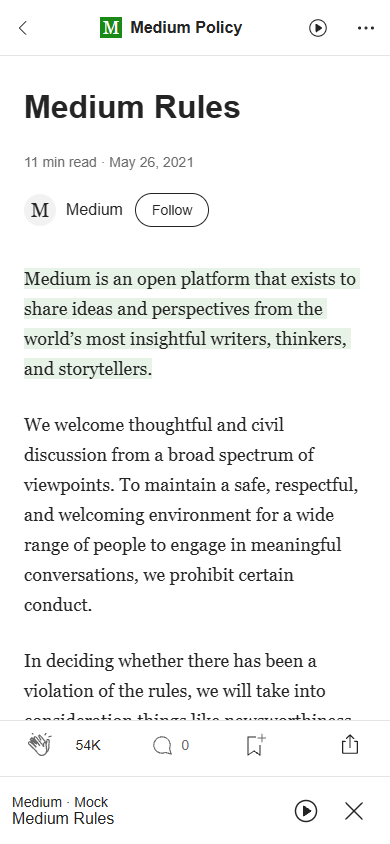 M Medium Policy
Medium Rules
11 min read · May 26, 2021
M Medium Follow
Medium is an open platform that exists to
share ideas and perspectives from the
world’s most insightful writers, thinkers,
and storytellers.
We welcome thoughtful and civil
discussion from a broad spectrum of
viewpoints. To maintain a safe, respectful,
and welcoming environment for a wide
range of people to engage in meaningful
conversations, we prohibit certain
conduct.
In deciding whether there has been a
violation of the rules, we will take into
consideration things like newsworthiness,
54K 0
Medium · Mock
Medium Rules